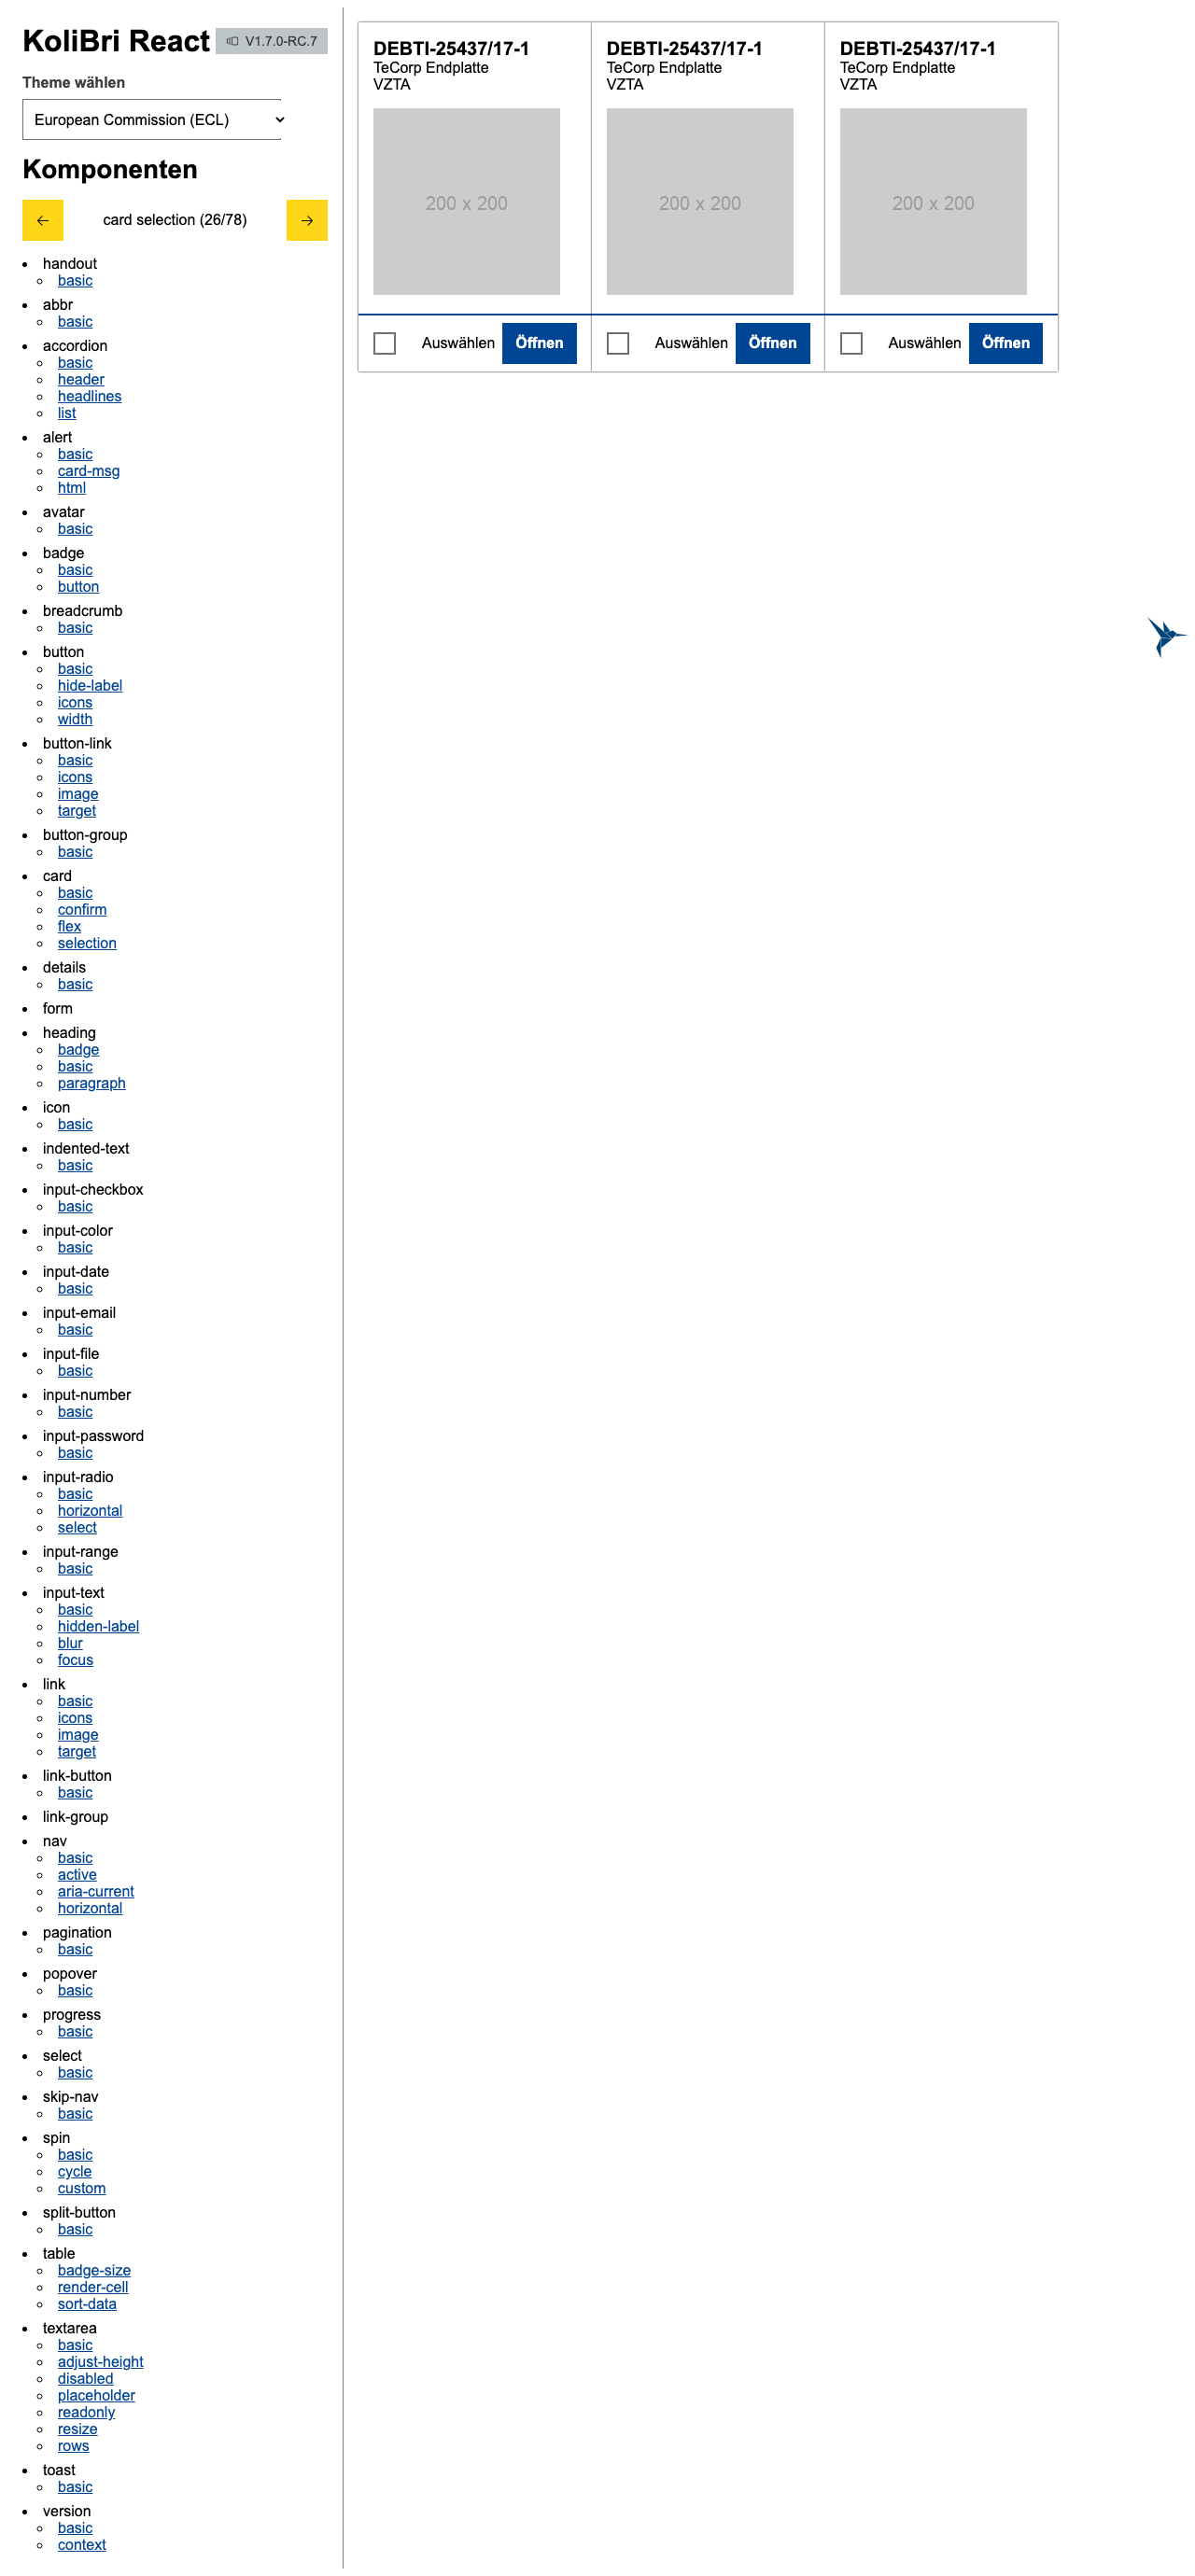 KoliBri React
V1.7.0-RC.7
Theme wählen
European Commission (ECL)
Komponenten
card selection (26/78)
handout
basic
abbr
basic
accordion
basic
header
headlines
list
alert
basic
card-msg
html
avatar
basic
badge
basic
button
breadcrumb
basic
button
basic
hide-label
icons
width
button-link
basic
icons
image
target
button-group
basic
card
basic
confirm
flex
selection
details
basic
form
heading
badge
basic
paragraph
icon
basic
indented-text
basic
input-checkbox
basic
input-color
basic
input-date
basic
input-email
basic
input-file
basic
input-number
basic
input-password
basic
input-radio
basic
horizontal
select
input-range
basic
input-text
basic
hidden-label
blur
focus
link
basic
icons
image
target
link-button
basic
link-group
nav
basic
active
aria-current
horizontal
pagination
basic
popover
basic
progress
basic
select
basic
skip-nav
basic
spin
basic
cycle
custom
split-button
basic
table
badge-size
render-cell
sort-data
textarea
basic
adjust-height
disabled
placeholder
readonly
resize
rows
toast
basic
version
basic
context
DEBTI-25437/17-1
TeCorp Endplatte
VZTA
200 x 200
Auswählen
Öffnen
DEBTI-25437/17-1
TeCorp Endplatte
VZTA
200 x 200
Auswählen
Öffnen
DEBTI-25437/17-1
TeCorp Endplatte
VZTA
200 x 200
Auswählen
Öffnen